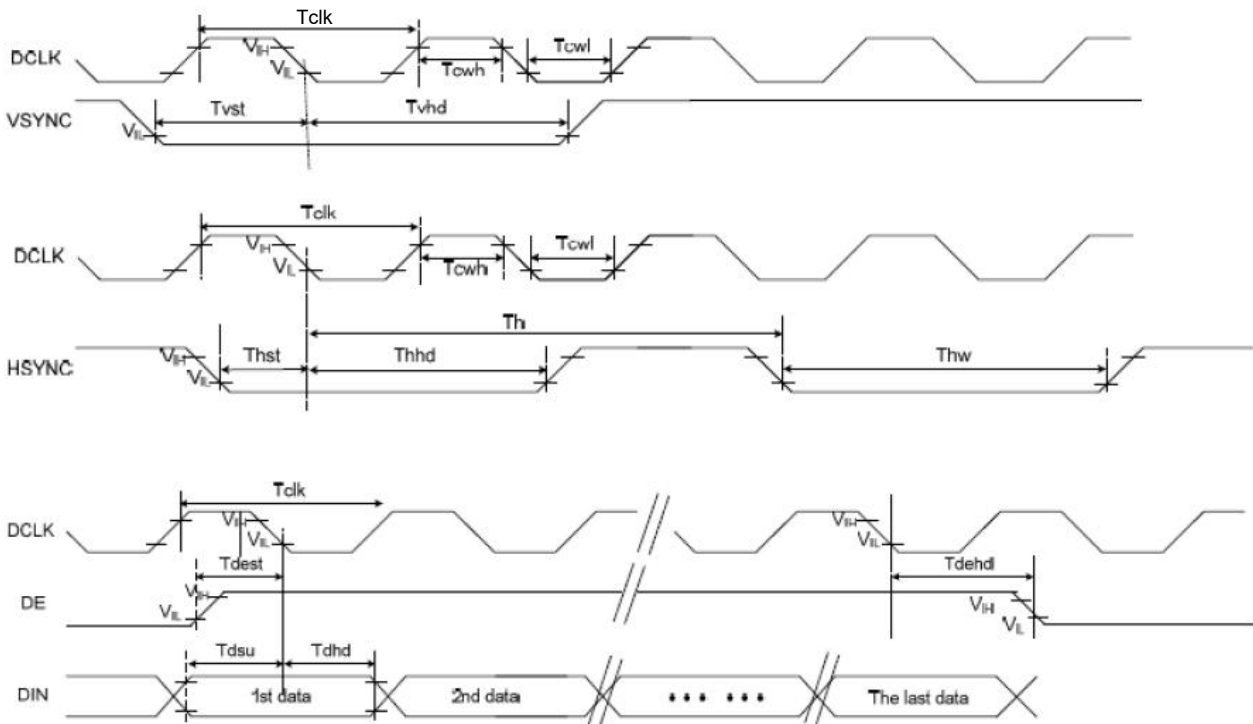 Tclk
DCLK VIH VIL Tcwh Tcwl
VSYNC VIL Tvst Tvhd
Tclk
DCLK VIH VIL Tcwh Tcwl
Th
HSYNC VIH VIL Thst Thhd Thw
Tclk
DCLK VIH VIL VIH VIL
Tdest Tdehd
DE VIH VIL VIH VIL
Tdsu Tdhd
DIN 1st data 2nd data ••• ••• The last data